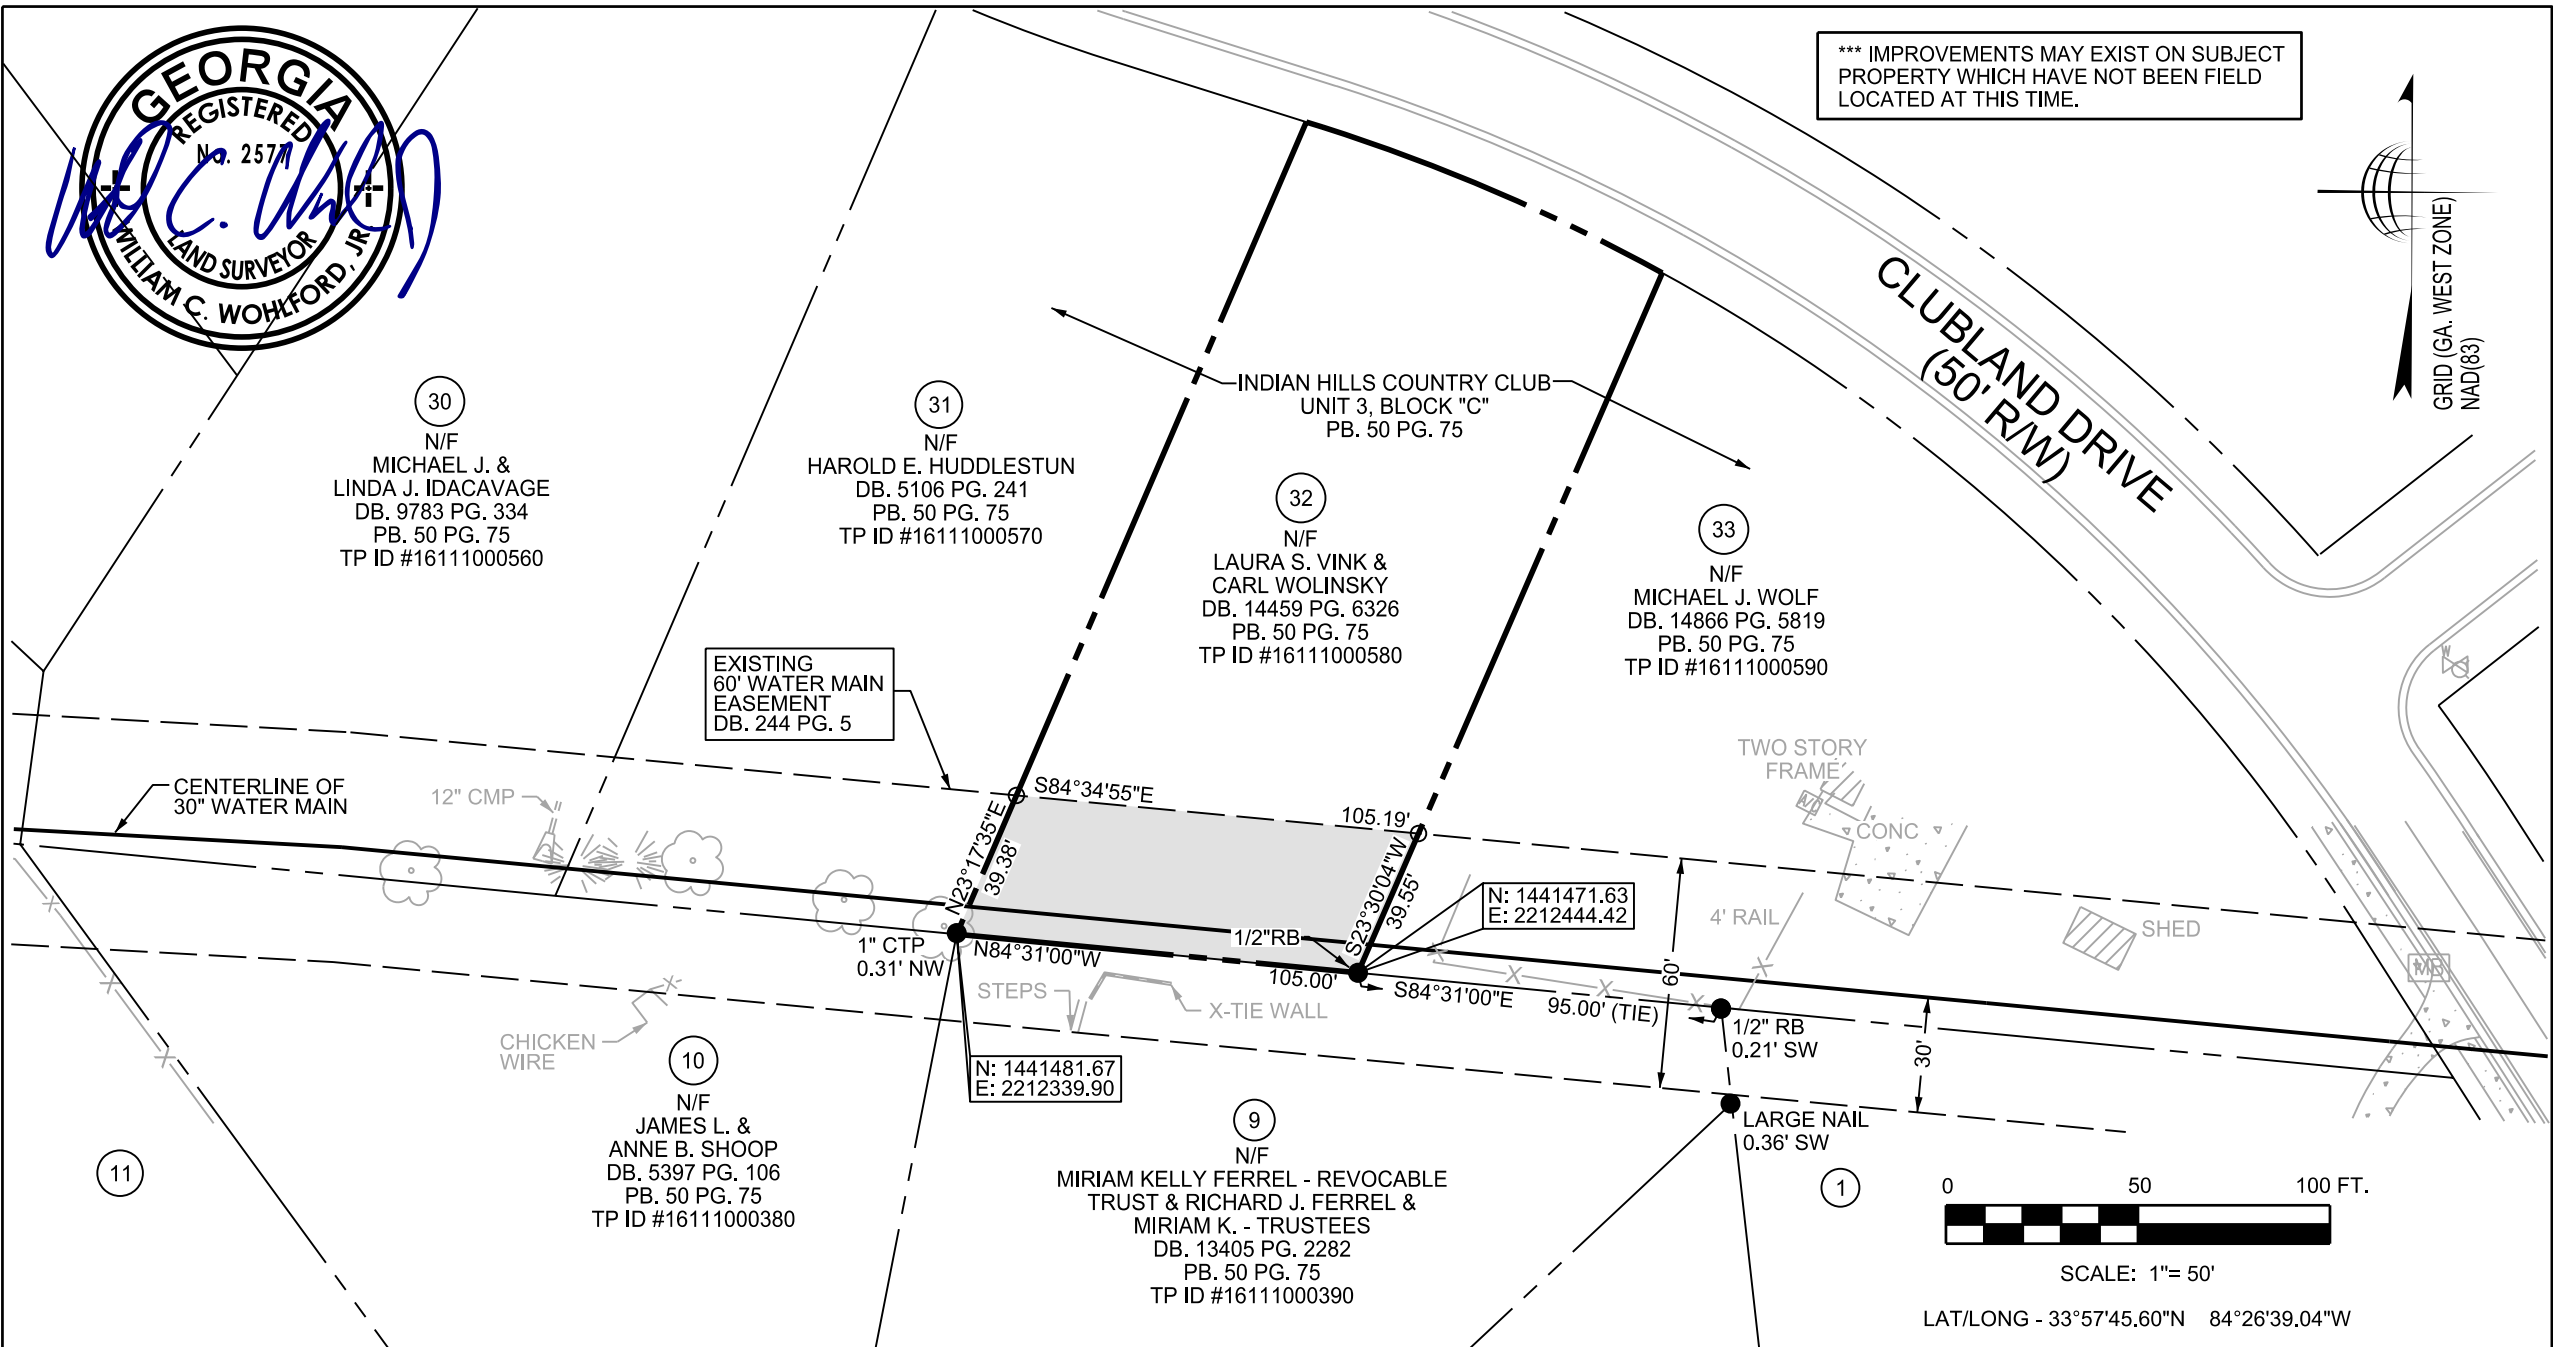 GEORGIA
REGISTERED
No. 2577
LAND SURVEYOR
WILLIAM C. WOHLFORD, JR.
*** IMPROVEMENTS MAY EXIST ON SUBJECT
PROPERTY WHICH HAVE NOT BEEN FIELD
LOCATED AT THIS TIME.
GRID (GA. WEST ZONE)
NAD(83)
CLUBLAND DRIVE
(50' R/W)
INDIAN HILLS COUNTRY CLUB
UNIT 3, BLOCK "C"
PB. 50 PG. 75
30
N/F
MICHAEL J. &
LINDA J. IDACAVAGE
DB. 9783 PG. 334
PB. 50 PG. 75
TP ID #16111000560
31
N/F
HAROLD E. HUDDLESTUN
DB. 5106 PG. 241
PB. 50 PG. 75
TP ID #16111000570
32
N/F
LAURA S. VINK &
CARL WOLINSKY
DB. 14459 PG. 6326
PB. 50 PG. 75
TP ID #16111000580
33
N/F
MICHAEL J. WOLF
DB. 14866 PG. 5819
PB. 50 PG. 75
TP ID #16111000590
EXISTING
60' WATER MAIN
EASEMENT
DB. 244 PG. 5
W
TWO STORY
FRAME
A/C
CONC
CENTERLINE OF
30" WATER MAIN
12" CMP
S84°34'55"E
105.19'
N23°17'35"E
39.38'
S23°30'04"W
39.55'
N: 1441471.63
E: 2212444.42
4' RAIL
SHED
MB
1" CTP
0.31' NW
N84°31'00"W
105.00'
1/2"RB
S84°31'00"E
95.00' (TIE)
60'
30'
1/2" RB
0.21' SW
STEPS
X-TIE WALL
CHICKEN
WIRE
X
X
X
X
X
X
X
X
X
N: 1441481.67
E: 2212339.90
LARGE NAIL
0.36' SW
10
N/F
JAMES L. &
ANNE B. SHOOP
DB. 5397 PG. 106
PB. 50 PG. 75
TP ID #16111000380
9
N/F
MIRIAM KELLY FERREL - REVOCABLE
TRUST & RICHARD J. FERREL &
MIRIAM K. - TRUSTEES
DB. 13405 PG. 2282
PB. 50 PG. 75
TP ID #16111000390
11
1
0 50 100 FT.
SCALE: 1"= 50'
LAT/LONG - 33°57'45.60"N 84°26'39.04"W